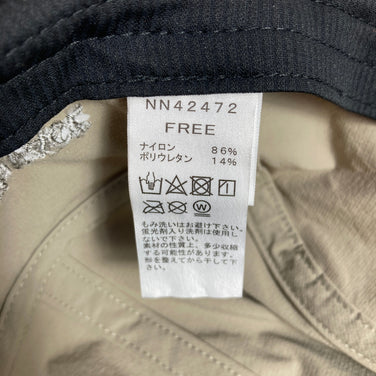 NN42472
FREE
ナイロン 86%
ポリウレタン 14%
W
もみ洗いはお避け下さい。
蛍光剤入り洗剤は使用し
ないで下さい。
素材の性質上、多少収縮
する可能性があります。
形を整えてから干して下
さい。